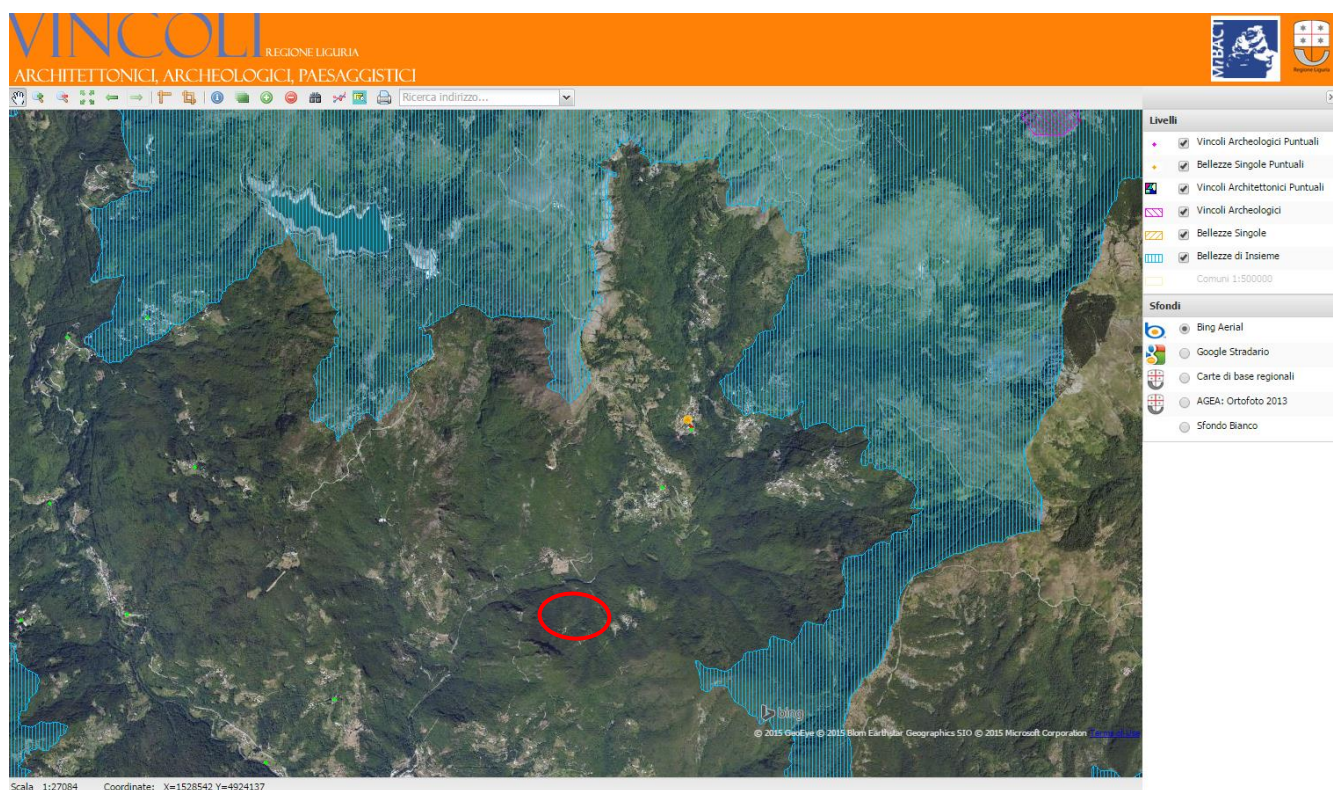 VINCOLI REGIONE LIGURIA
ARCHITETTONICI, ARCHEOLOGICI, PAESAGGISTICI
MiBACT
Regione Liguria
Ricerca indirizzo...
Livelli
Vincoli Archeologici Puntuali
Bellezze Singole Puntuali
Vincoli Architettonici Puntuali
Vincoli Archeologici
Bellezze Singole
Bellezze di Insieme
Comuni 1:500000
Sfondi
Bing Aerial
Google Stradario
Carte di base regionali
AGEA: Ortofoto 2013
Sfondo Bianco
bing
© 2015 GeoEye © 2015 Blom Earthstar Geographics SIO © 2015 Microsoft Corporation Terms of Use
Scala 1:27084 Coordinate: X=1528542 Y=4924137